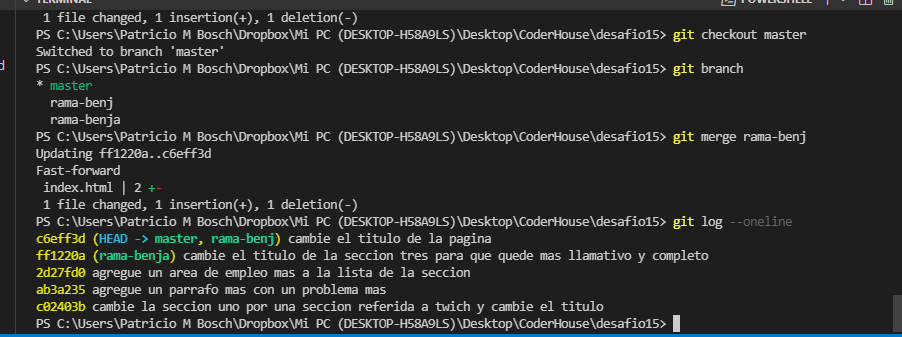 TERMINAL
POWERSHELL
1 file changed, 1 insertion(+), 1 deletion(-)
PS C:\Users\Patricio M Bosch\Dropbox\Mi PC (DESKTOP-H58A9LS)\Desktop\CoderHouse\desafio15> git checkout master
Switched to branch 'master'
d
PS C:\Users\Patricio M Bosch\Dropbox\Mi PC (DESKTOP-H58A9LS)\Desktop\CoderHouse\desafio15> git branch
* master
rama-benj
rama-benja
PS C:\Users\Patricio M Bosch\Dropbox\Mi PC (DESKTOP-H58A9LS)\Desktop\CoderHouse\desafio15> git merge rama-benj
Updating ff1220a..c6eff3d
Fast-forward
index.html | 2 +-
1 file changed, 1 insertion(+), 1 deletion(-)
PS C:\Users\Patricio M Bosch\Dropbox\Mi PC (DESKTOP-H58A9LS)\Desktop\CoderHouse\desafio15> git log --oneline
c6eff3d (HEAD -> master, rama-benj) cambie el titulo de la pagina
ff1220a (rama-benja) cambie el titulo de la seccion tres para que quede mas llamativo y completo
2d27fd0 agregue un area de empleo mas a la lista de la seccion
ab3a235 agregue un parrafo mas con un problema mas
c02403b cambie la seccion uno por una seccion referida a twich y cambie el titulo
PS C:\Users\Patricio M Bosch\Dropbox\Mi PC (DESKTOP-H58A9LS)\Desktop\CoderHouse\desafio15>